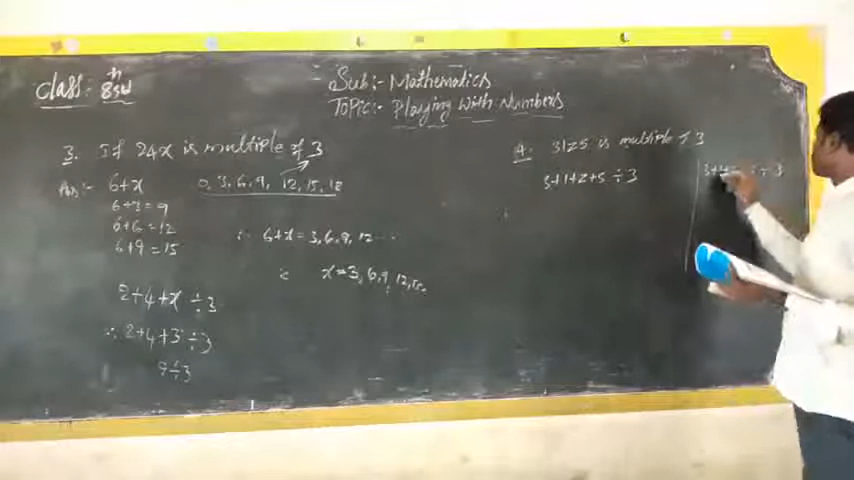 Class:- 8th
Sub:- Mathematics
Topic:- Playing with Numbers
3. If 24x is multiple of 3
Ans:- 6+x
0, 3, 6, 9, 12, 15, 18
6+3 = 9
6+6 = 12
6+9 = 15
∴ 6+x = 3, 6, 9, 12...
x = 3, 6, 9, 12, 15..
2+4+x ÷3
∴ 2+4+3 ÷3
9÷3
4. 31z5 is multiple of 3
3+1+z+5 ÷3